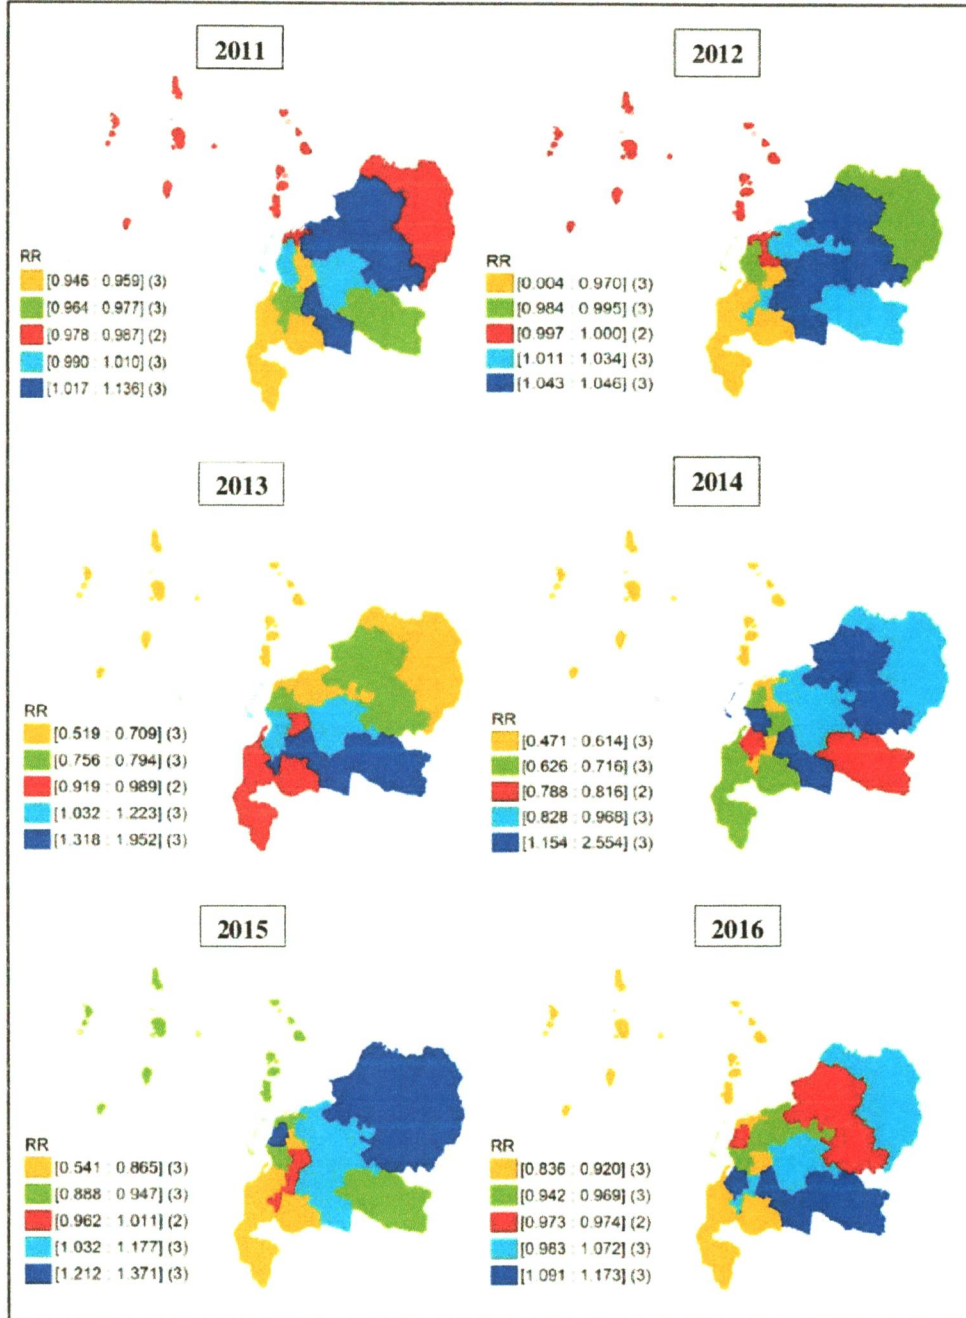 2011
RR
[0.946 : 0.959] (3)
[0.964 : 0.977] (3)
[0.978 : 0.987] (2)
[0.990 : 1.010] (3)
[1.017 : 1.136] (3)
2012
RR
[0.004 : 0.970] (3)
[0.984 : 0.995] (3)
[0.997 : 1.000] (2)
[1.011 : 1.034] (3)
[1.043 : 1.046] (3)
2013
RR
[0.519 : 0.709] (3)
[0.756 : 0.794] (3)
[0.919 : 0.989] (2)
[1.032 : 1.223] (3)
[1.318 : 1.952] (3)
2014
RR
[0.471 : 0.614] (3)
[0.626 : 0.716] (3)
[0.788 : 0.816] (2)
[0.828 : 0.968] (3)
[1.154 : 2.554] (3)
2015
RR
[0.541 : 0.865] (3)
[0.888 : 0.947] (3)
[0.962 : 1.011] (2)
[1.032 : 1.177] (3)
[1.212 : 1.371] (3)
2016
RR
[0.836 : 0.920] (3)
[0.942 : 0.969] (3)
[0.973 : 0.974] (2)
[0.983 : 1.072] (3)
[1.091 : 1.173] (3)